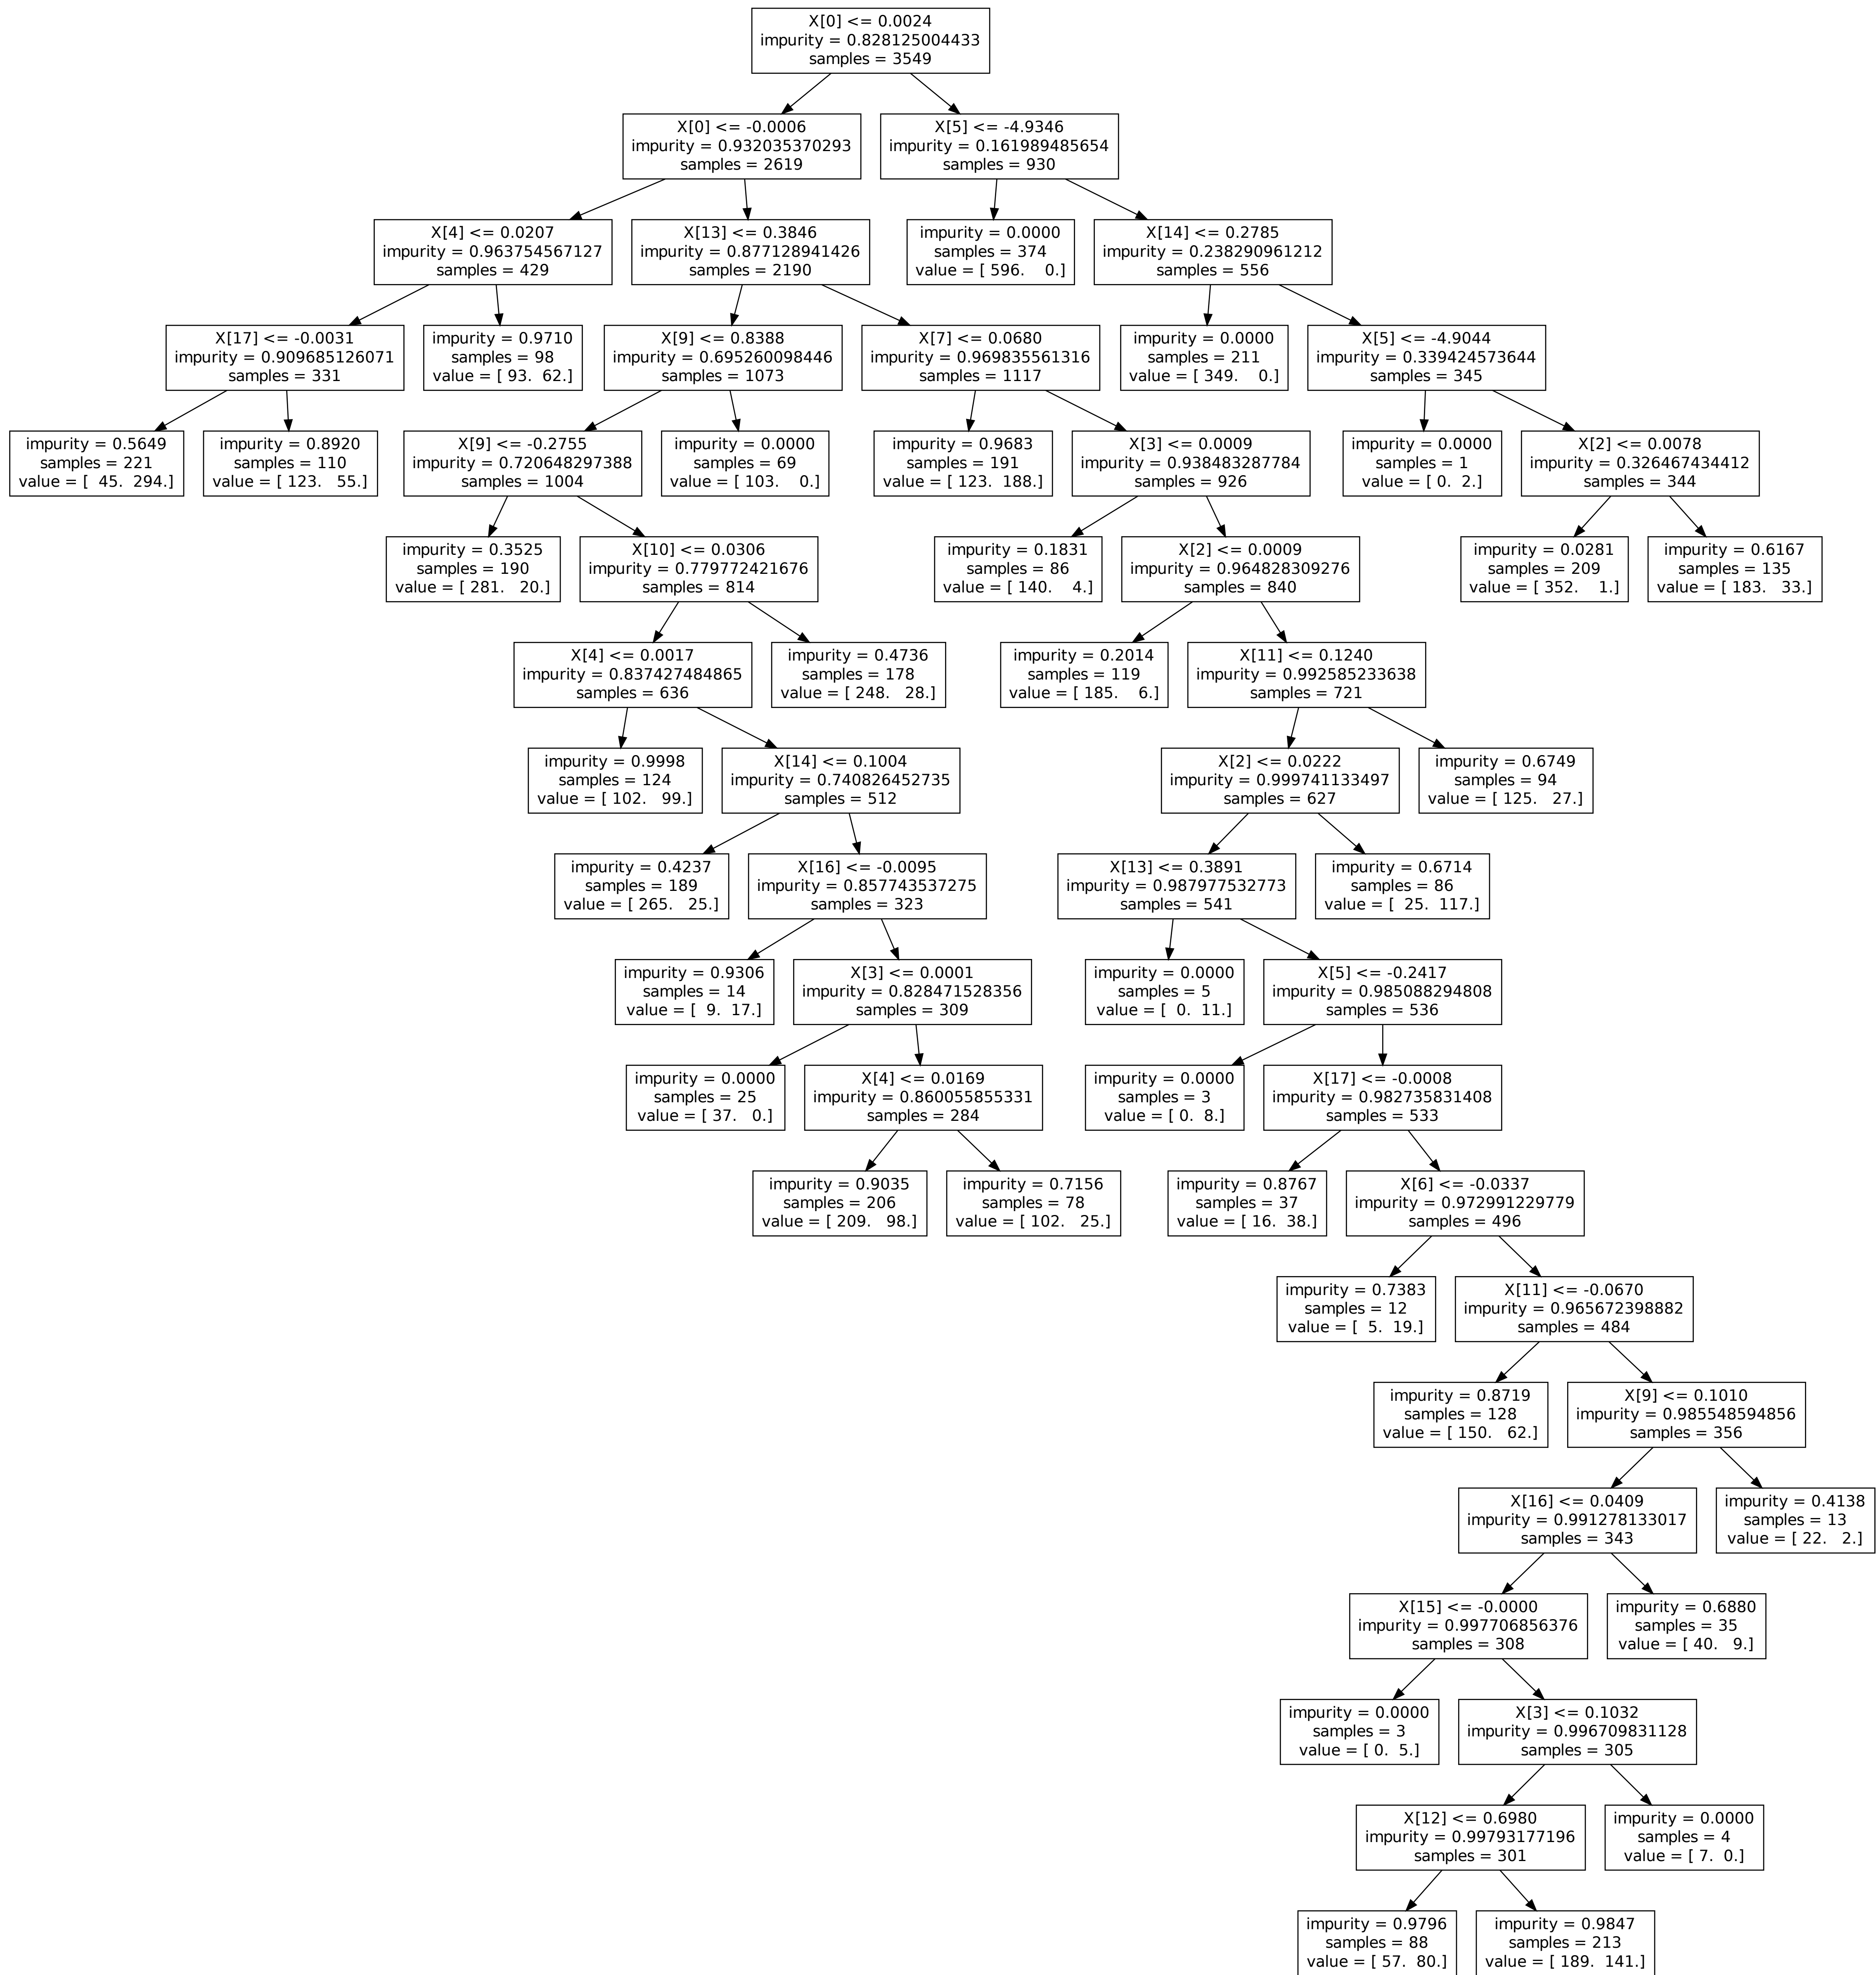 X[0] <= 0.0024
impurity = 0.828125004433
samples = 3549
X[0] <= -0.0006
impurity = 0.932035370293
samples = 2619
X[5] <= -4.9346
impurity = 0.161989485654
samples = 930
X[4] <= 0.0207
impurity = 0.963754567127
samples = 429
X[13] <= 0.3846
impurity = 0.877128941426
samples = 2190
impurity = 0.0000
samples = 374
value = [ 596. 0.]
X[14] <= 0.2785
impurity = 0.238290961212
samples = 556
X[17] <= -0.0031
impurity = 0.909685126071
samples = 331
impurity = 0.9710
samples = 98
value = [ 93. 62.]
X[9] <= 0.8388
impurity = 0.695260098446
samples = 1073
X[7] <= 0.0680
impurity = 0.969835561316
samples = 1117
impurity = 0.0000
samples = 211
value = [ 349. 0.]
X[5] <= -4.9044
impurity = 0.339424573644
samples = 345
impurity = 0.5649
samples = 221
value = [ 45. 294.]
impurity = 0.8920
samples = 110
value = [ 123. 55.]
X[9] <= -0.2755
impurity = 0.720648297388
samples = 1004
impurity = 0.0000
samples = 69
value = [ 103. 0.]
impurity = 0.9683
samples = 191
value = [ 123. 188.]
X[3] <= 0.0009
impurity = 0.938483287784
samples = 926
impurity = 0.0000
samples = 1
value = [ 0. 2.]
X[2] <= 0.0078
impurity = 0.326467434412
samples = 344
impurity = 0.3525
samples = 190
value = [ 281. 20.]
X[10] <= 0.0306
impurity = 0.779772421676
samples = 814
impurity = 0.1831
samples = 86
value = [ 140. 4.]
X[2] <= 0.0009
impurity = 0.964828309276
samples = 840
impurity = 0.0281
samples = 209
value = [ 352. 1.]
impurity = 0.6167
samples = 135
value = [ 183. 33.]
X[4] <= 0.0017
impurity = 0.837427484865
samples = 636
impurity = 0.4736
samples = 178
value = [ 248. 28.]
impurity = 0.2014
samples = 119
value = [ 185. 6.]
X[11] <= 0.1240
impurity = 0.992585233638
samples = 721
impurity = 0.9998
samples = 124
value = [ 102. 99.]
X[14] <= 0.1004
impurity = 0.740826452735
samples = 512
X[2] <= 0.0222
impurity = 0.999741133497
samples = 627
impurity = 0.6749
samples = 94
value = [ 125. 27.]
impurity = 0.4237
samples = 189
value = [ 265. 25.]
X[16] <= -0.0095
impurity = 0.857743537275
samples = 323
X[13] <= 0.3891
impurity = 0.987977532773
samples = 541
impurity = 0.6714
samples = 86
value = [ 25. 117.]
impurity = 0.9306
samples = 14
value = [ 9. 17.]
X[3] <= 0.0001
impurity = 0.828471528356
samples = 309
impurity = 0.0000
samples = 5
value = [ 0. 11.]
X[5] <= -0.2417
impurity = 0.985088294808
samples = 536
impurity = 0.0000
samples = 25
value = [ 37. 0.]
X[4] <= 0.0169
impurity = 0.860055855331
samples = 284
impurity = 0.0000
samples = 3
value = [ 0. 8.]
X[17] <= -0.0008
impurity = 0.982735831408
samples = 533
impurity = 0.9035
samples = 206
value = [ 209. 98.]
impurity = 0.7156
samples = 78
value = [ 102. 25.]
impurity = 0.8767
samples = 37
value = [ 16. 38.]
X[6] <= -0.0337
impurity = 0.972991229779
samples = 496
impurity = 0.7383
samples = 12
value = [ 5. 19.]
X[11] <= -0.0670
impurity = 0.965672398882
samples = 484
impurity = 0.8719
samples = 128
value = [ 150. 62.]
X[9] <= 0.1010
impurity = 0.985548594856
samples = 356
X[16] <= 0.0409
impurity = 0.991278133017
samples = 343
impurity = 0.4138
samples = 13
value = [ 22. 2.]
X[15] <= -0.0000
impurity = 0.997706856376
samples = 308
impurity = 0.6880
samples = 35
value = [ 40. 9.]
impurity = 0.0000
samples = 3
value = [ 0. 5.]
X[3] <= 0.1032
impurity = 0.996709831128
samples = 305
X[12] <= 0.6980
impurity = 0.99793177196
samples = 301
impurity = 0.0000
samples = 4
value = [ 7. 0.]
impurity = 0.9796
samples = 88
value = [ 57. 80.]
impurity = 0.9847
samples = 213
value = [ 189. 141.]